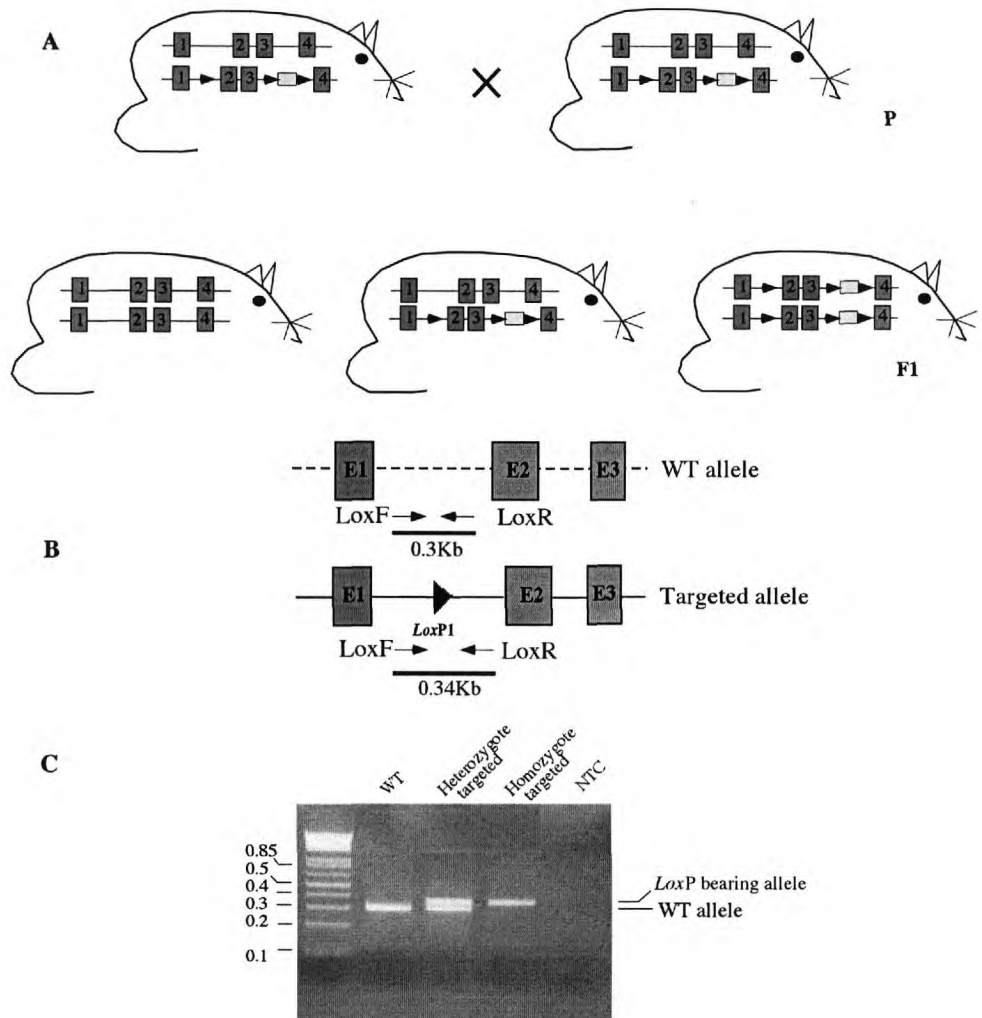 A
1 2 3 4
1 2 3 4
1 2 3 4
1 2 3 4
P
1 2 3 4
1 2 3 4
1 2 3 4
1 2 3 4
1 2 3 4
1 2 3 4
F1
B
E1 E2 E3 WT allele
LoxF LoxR
0.3Kb
E1 E2 E3 Targeted allele
LoxP1
LoxF LoxR
0.34Kb
C
WT
Heterozygote
targeted
Homozygote
targeted
NTC
0.85
0.5
0.4
0.3
0.2
0.1
LoxP bearing allele
WT allele